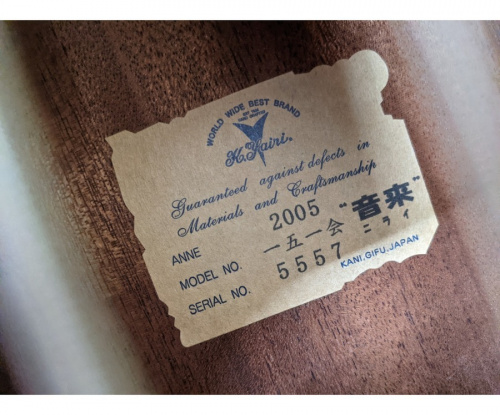 WORLD WIDE BEST BRAND
K.Yairi.
Guaranteed against defects in
Materials and Craftsmanship
ANNE 2005 "音来"
MODEL NO. 一五一会 ニライ
SERIAL NO. 5557
KANI,GIFU,JAPAN